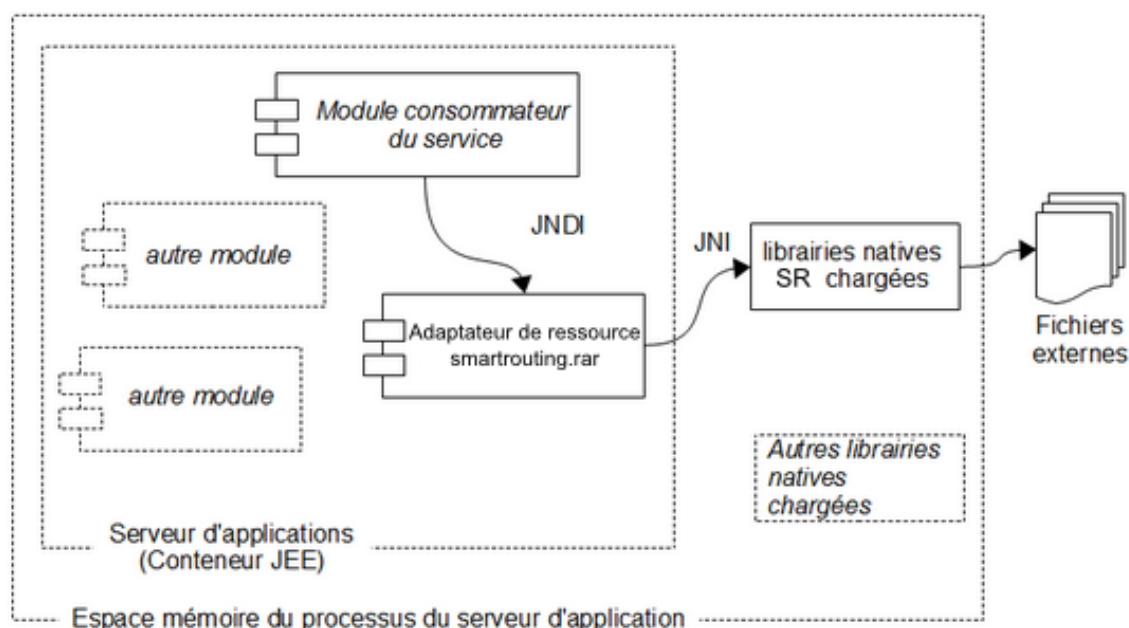 Module consommateur
du service
autre module
JNDI
JNI
librairies natives
SR chargées
Adaptateur de ressource
smartrouting.rar
Fichiers
externes
autre module
Autres librairies
natives
chargées
Serveur d'applications
(Conteneur JEE)
Espace mémoire du processus du serveur d'application